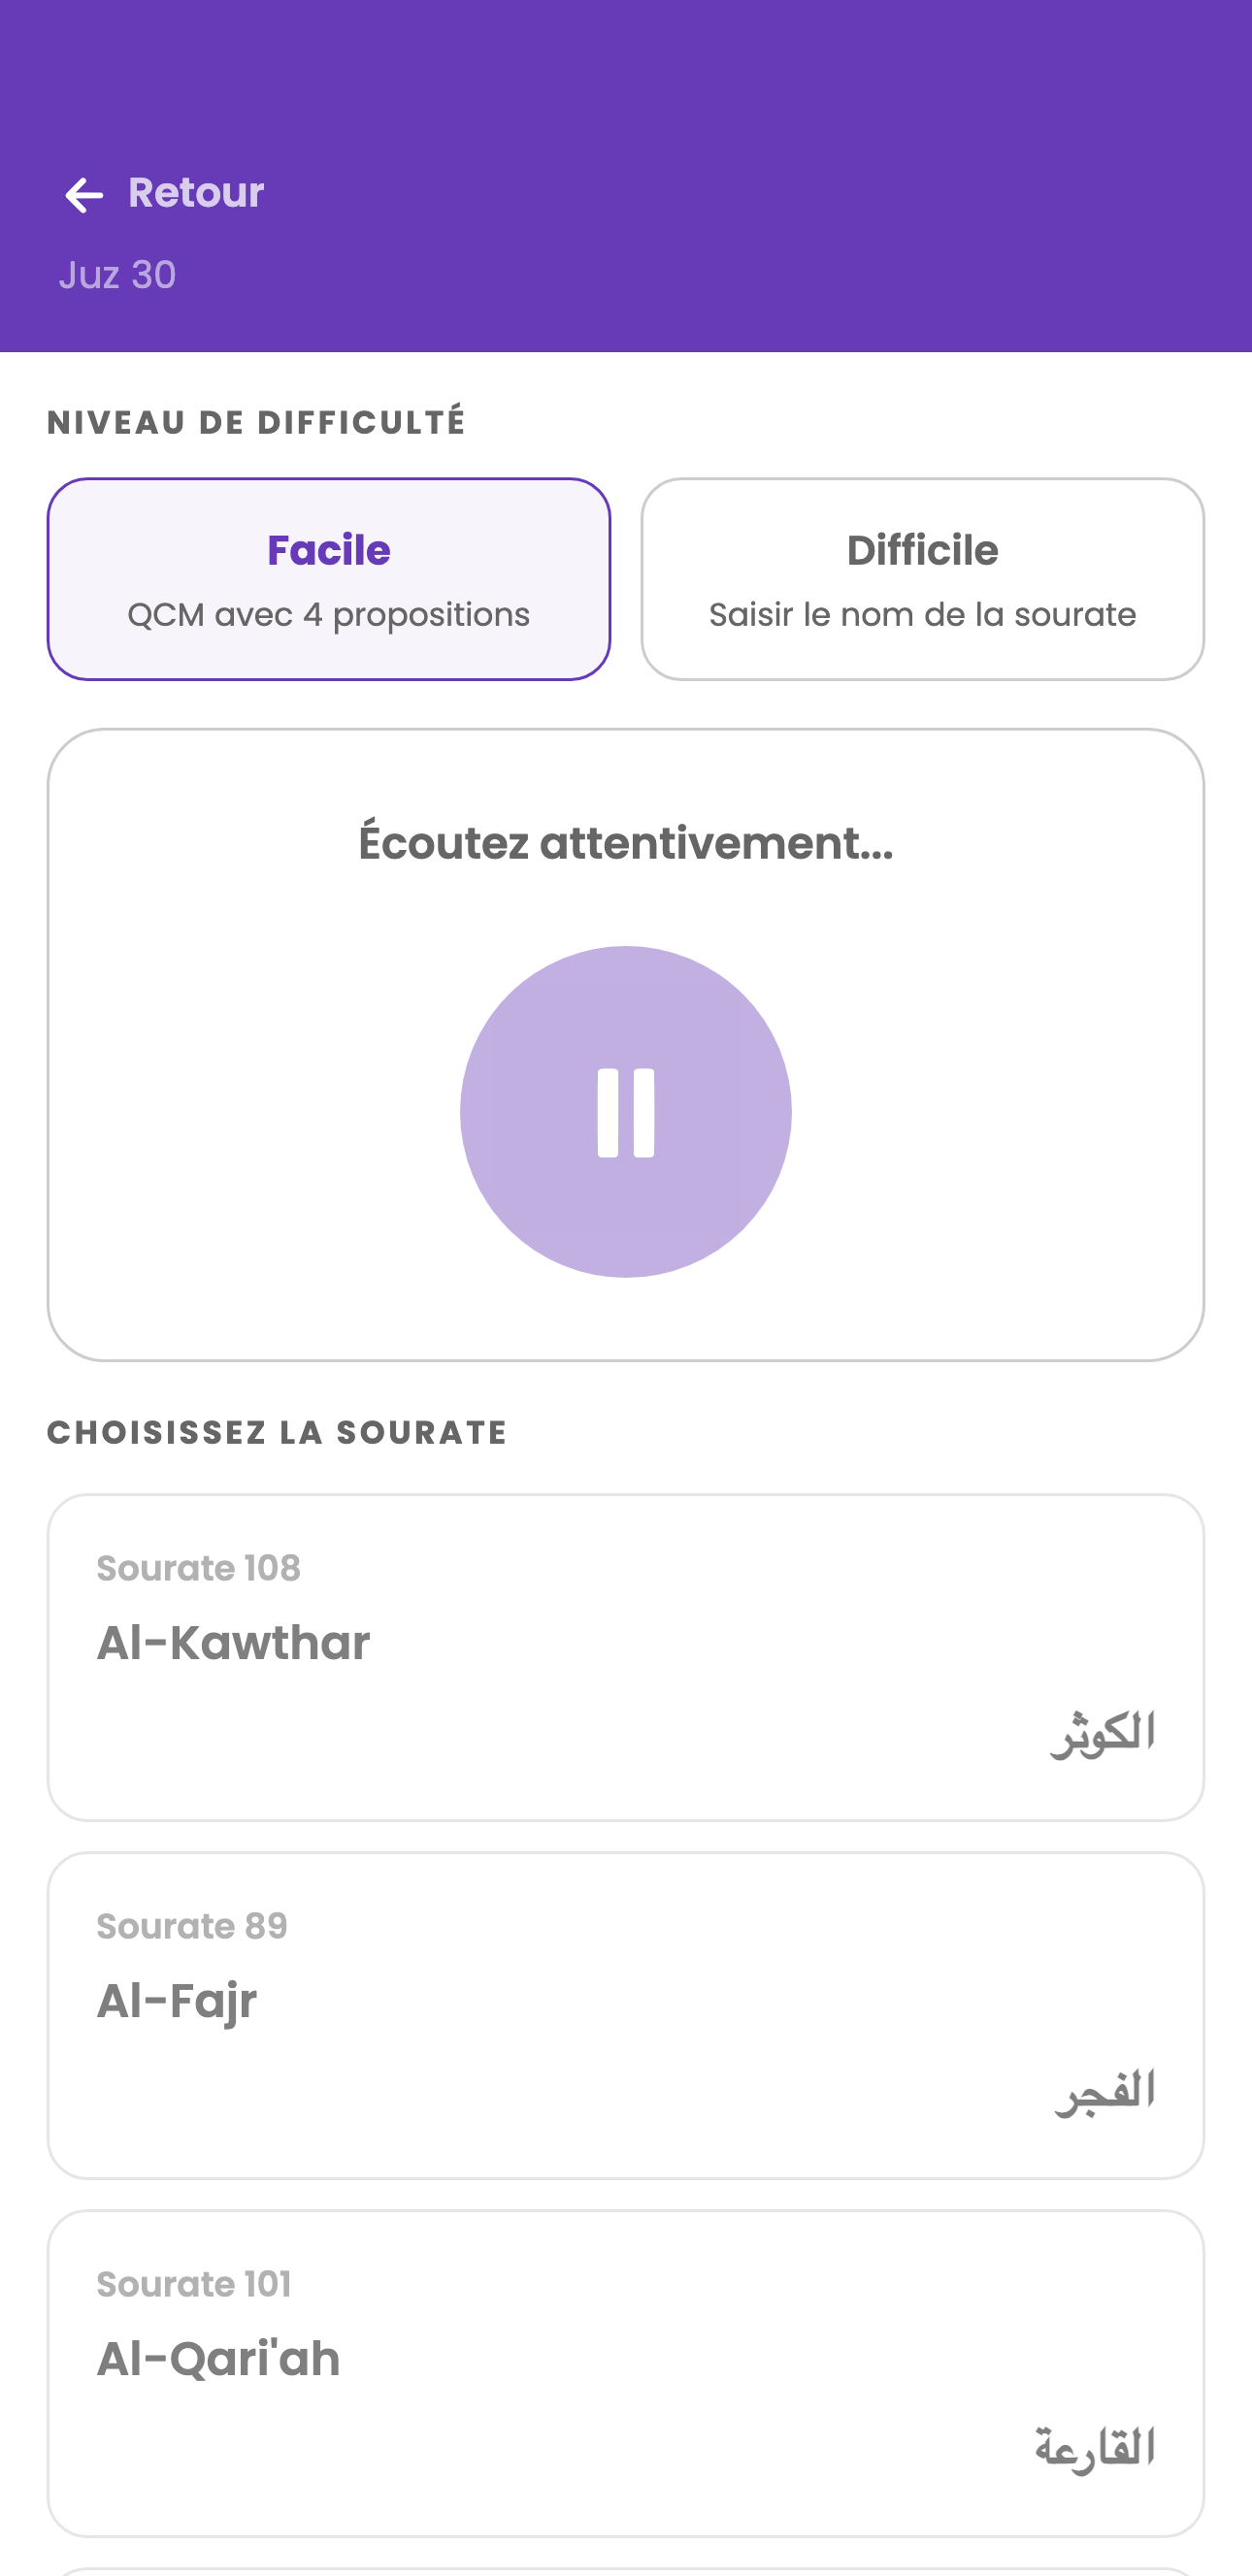 Retour
Juz 30
NIVEAU DE DIFFICULTÉ
Facile
QCM avec 4 propositions
Difficile
Saisir le nom de la sourate
Écoutez attentivement...
CHOISISSEZ LA SOURATE
Sourate 108
Al-Kawthar
الكوثر
Sourate 89
Al-Fajr
الفجر
Sourate 101
Al-Qari'ah
القارعة